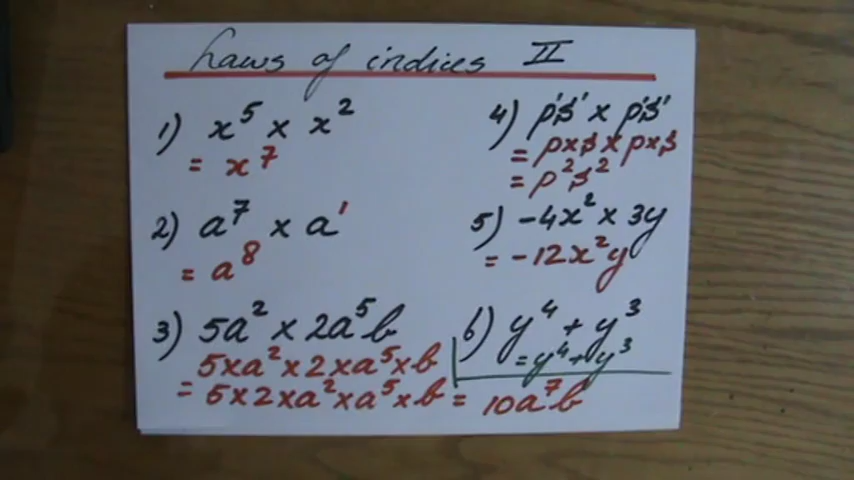 Laws of indices II
1) x⁵ × x²
= x⁷
2) a⁷ × a¹
= a⁸
3) 5a² × 2a⁵b
5×a²×2×a⁵×b
= 5×2×a²×a⁵×b = 10a⁷b
4) p¹s¹ × p¹s¹
= p×s×p×s
= p²s²
5) -4x² × 3y
= -12x²y
6) y⁴ + y³
= y⁴ + y³